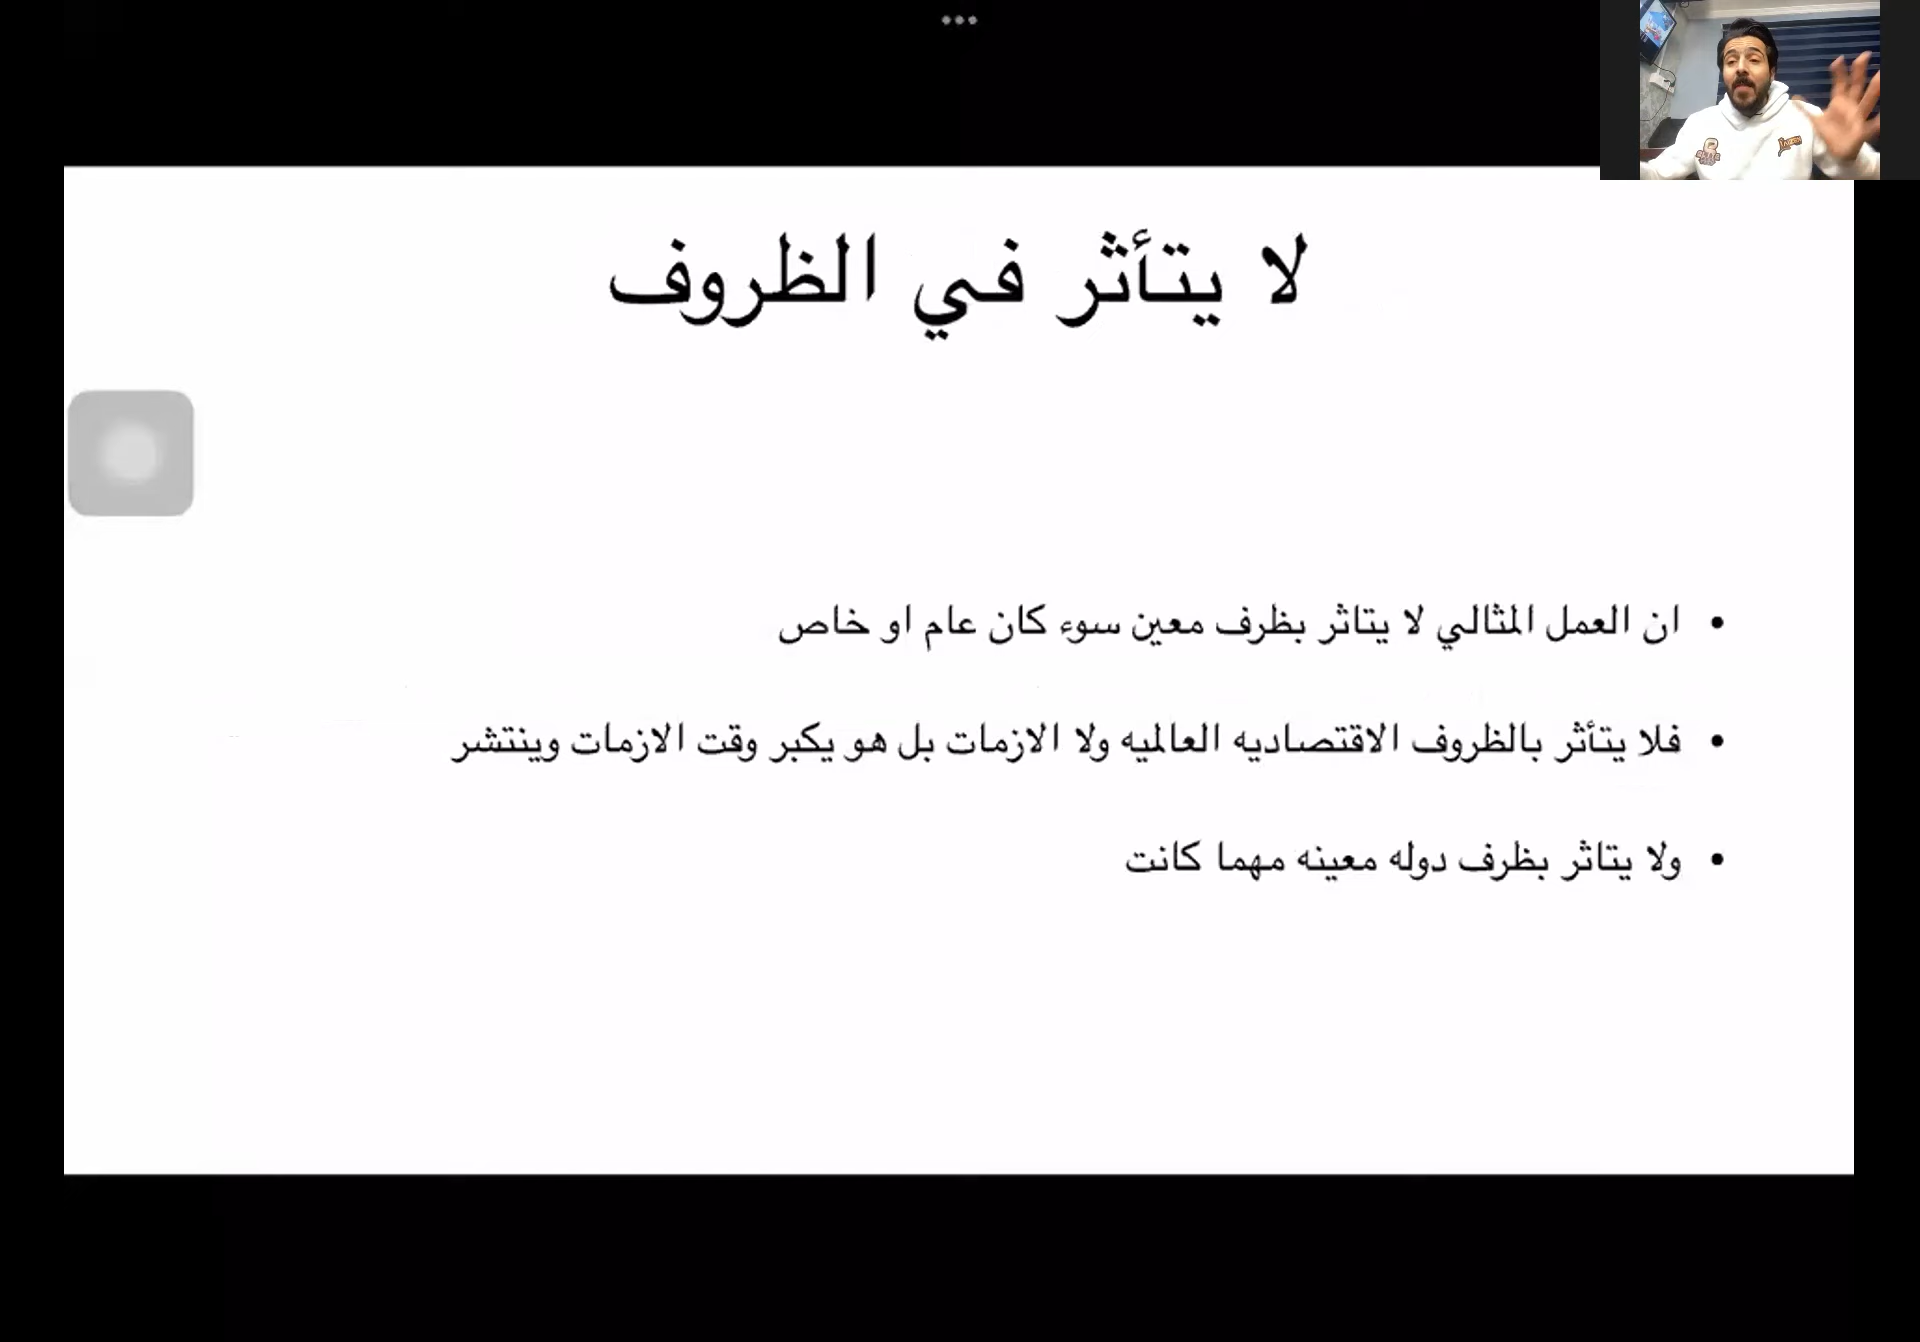 لا يتأثر في الظروف
• ان العمل المثالي لا يتاثر بظرف معين سوء كان عام او خاص
• فلا يتأثر بالظروف الاقتصاديه العالميه ولا الازمات بل هو يكبر وقت الازمات وينتشر
• ولا يتاثر بظرف دوله معينه مهما كانت